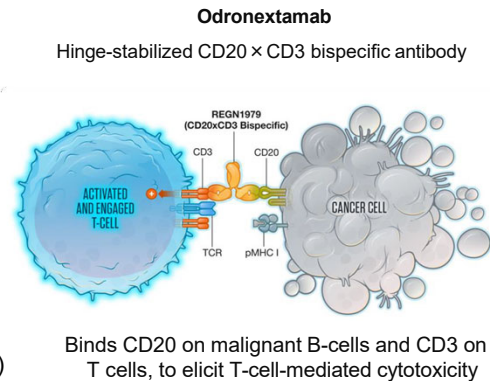 Odronextamab
Hinge-stabilized CD20 × CD3 bispecific antibody
REGN1979
(CD20xCD3 Bispecific)
CD3
CD20
ACTIVATED
AND ENGAGED
T-CELL
CANCER CELL
TCR
pMHC I
)
Binds CD20 on malignant B-cells and CD3 on
T cells, to elicit T-cell-mediated cytotoxicity